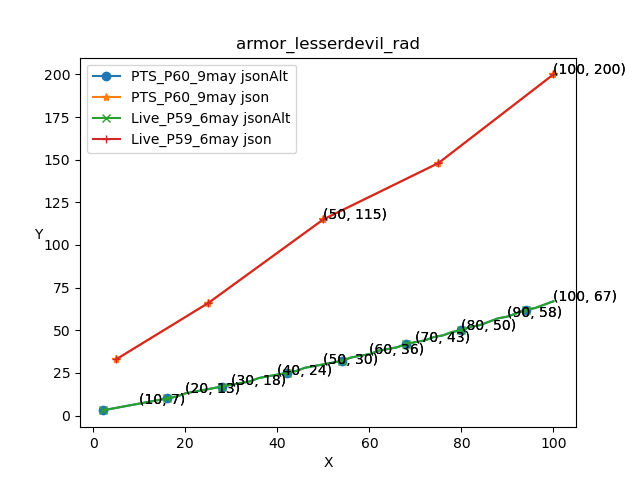 armor_lesserdevil_rad
PTS_P60_9may jsonAlt
PTS_P60_9may json
Live_P59_6may jsonAlt
Live_P59_6may json
200
175
150
125
100
75
50
25
0
Y
(100, 200)
(50, 115)
(100, 67)
(90, 58)
(80, 50)
(70, 43)
(60, 36)
(50, 30)
(40, 24)
(30, 18)
(20, 13)
(10, 7)
0 20 40 60 80 100
X